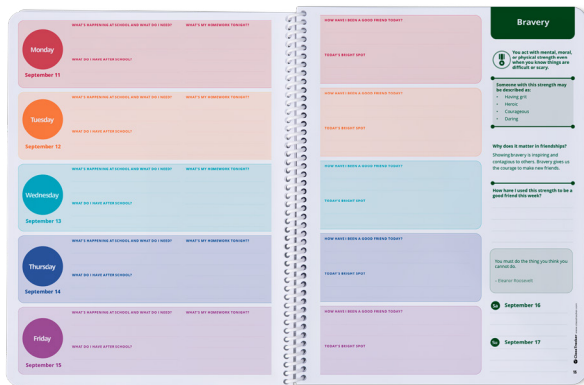 WHAT'S HAPPENING AT SCHOOL AND WHAT DO I NEED? WHAT'S MY HOMEWORK TONIGHT?
Monday
WHAT DO I HAVE AFTER SCHOOL?
September 11
WHAT'S HAPPENING AT SCHOOL AND WHAT DO I NEED? WHAT'S MY HOMEWORK TONIGHT?
Tuesday
WHAT DO I HAVE AFTER SCHOOL?
September 12
WHAT'S HAPPENING AT SCHOOL AND WHAT DO I NEED? WHAT'S MY HOMEWORK TONIGHT?
Wednesday
WHAT DO I HAVE AFTER SCHOOL?
September 13
WHAT'S HAPPENING AT SCHOOL AND WHAT DO I NEED? WHAT'S MY HOMEWORK TONIGHT?
Thursday
WHAT DO I HAVE AFTER SCHOOL?
September 14
WHAT'S HAPPENING AT SCHOOL AND WHAT DO I NEED? WHAT'S MY HOMEWORK TONIGHT?
Friday
WHAT DO I HAVE AFTER SCHOOL?
September 15
HOW HAVE I BEEN A GOOD FRIEND TODAY?
TODAY'S BRIGHT SPOT
HOW HAVE I BEEN A GOOD FRIEND TODAY?
TODAY'S BRIGHT SPOT
HOW HAVE I BEEN A GOOD FRIEND TODAY?
TODAY'S BRIGHT SPOT
HOW HAVE I BEEN A GOOD FRIEND TODAY?
TODAY'S BRIGHT SPOT
HOW HAVE I BEEN A GOOD FRIEND TODAY?
TODAY'S BRIGHT SPOT
Bravery
You act with mental, moral,
or physical strength even
when you know things are
difficult or scary.
Someone with this strength may
be described as:
• Having grit
• Heroic
• Courageous
• Daring
Why does it matter in friendships?
Showing bravery is inspiring and
contagious to others. Bravery gives us
the courage to make new friends.
How have I used this strength to be a
good friend this week?
You must do the thing you think you
cannot do.
- Eleanor Roosevelt
Sa September 16
Su September 17